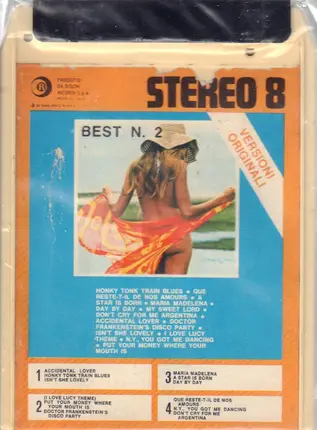 R
PRODOTTO
DA DISCHI
RICORDI S.p.A.
STEREO 8
BEST N. 2
VERSIONI
ORIGINALI
HONKY TONK TRAIN BLUES ● QUE
RESTE-T-IL DE NOS AMOURS ● A
STAR IS BORN ● MARIA MADELENA ●
DAY BY DAY ● MY SWEET LORD ●
DON'T CRY FOR ME ARGENTINA ●
ACCIDENTAL LOVER ● DOCTOR
FRANKENSTEIN'S DISCO PARTY ●
ISN'T SHE LOVELY ● I LOVE LUCY
THEME ● N.Y., YOU GOT ME DANCING
● PUT YOUR MONEY WHERE YOUR
MOUTH IS
1 ACCIDENTAL LOVER
HONKY TONK TRAIN BLUES
ISN'T SHE LOVELY
2 (I LOVE LUCY THEME)
PUT YOUR MONEY WHERE
YOUR MOUTH IS
DOCTOR FRANKENSTEIN'S
DISCO PARTY
3 MARIA MADELENA
A STAR IS BORN
DAY BY DAY
4 QUE RESTE-T-IL DE NOS
AMOURS
N.Y., YOU GOT ME DANCING
DON'T CRY FOR ME
ARGENTINA